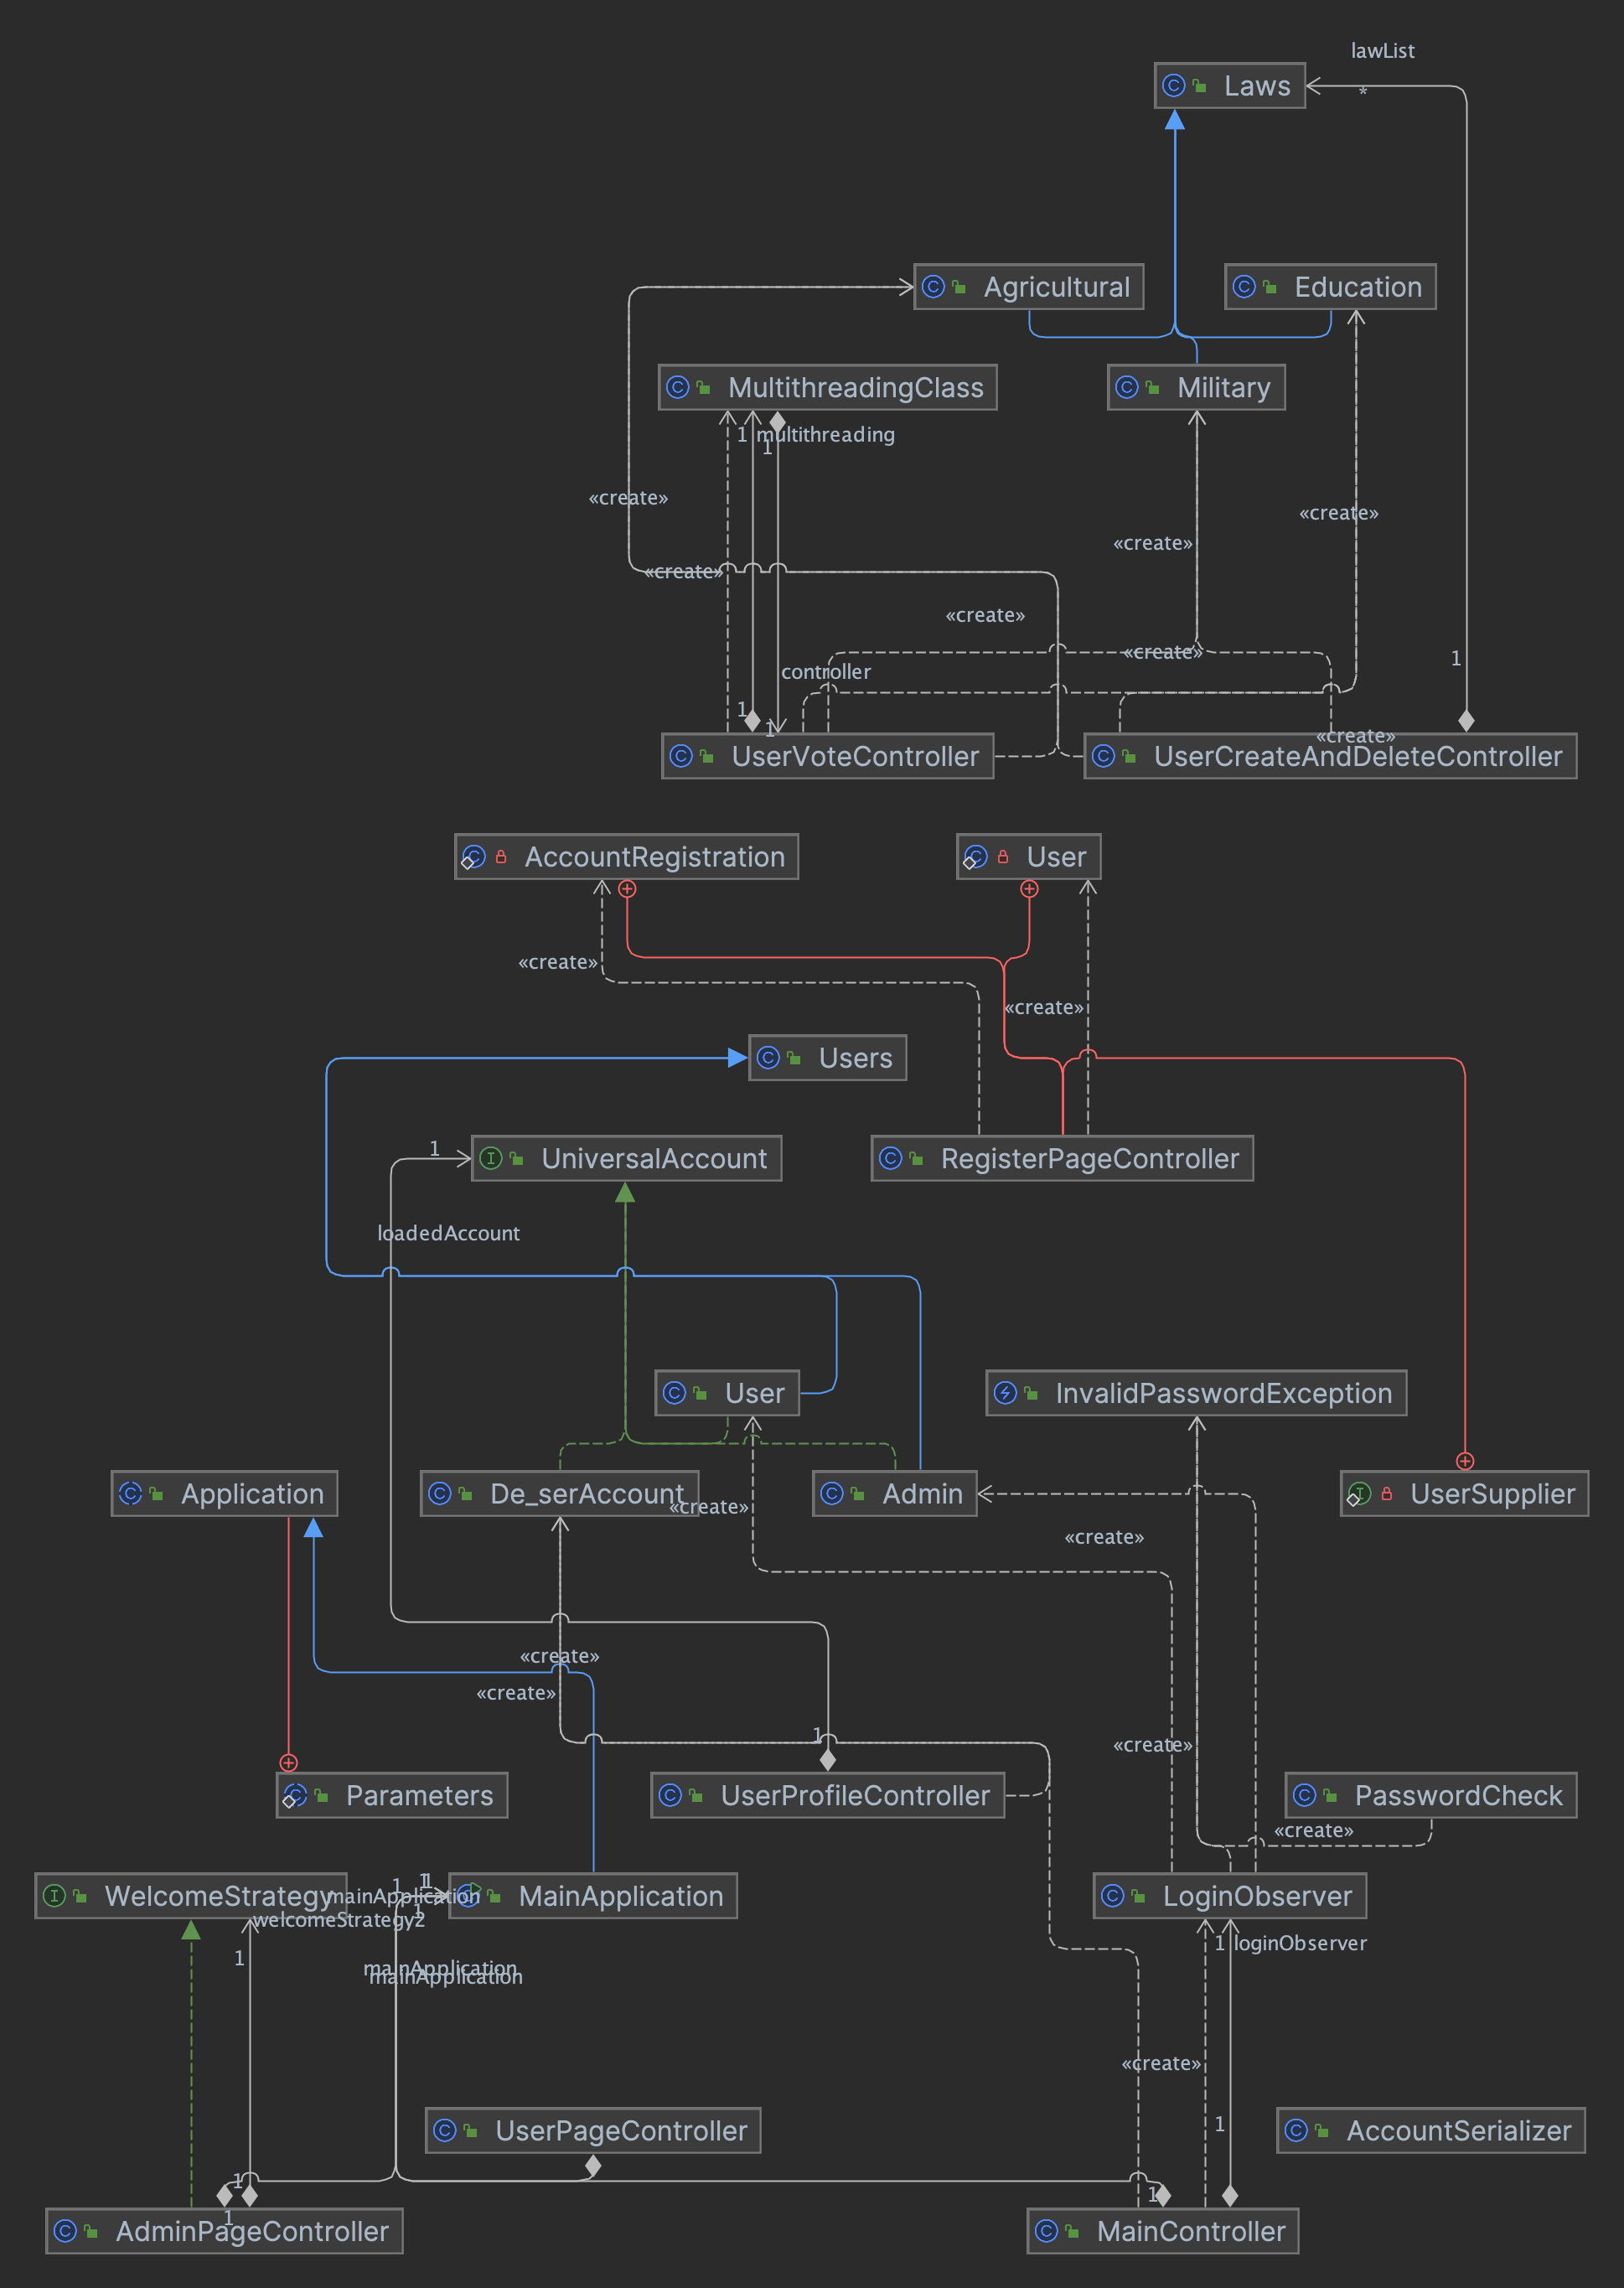 lawList
Laws
*
Agricultural
Education
MultithreadingClass
Military
1 multithreading
1
«create»
«create»
«create»
«create»
«create»
«create»
1
controller
1
1
«create»
UserVoteController
UserCreateAndDeleteController
AccountRegistration
User
«create»
«create»
Users
1
UniversalAccount
RegisterPageController
loadedAccount
User
InvalidPasswordException
Application
De_serAccount
«create»
Admin
UserSupplier
«create»
«create»
«create»
1
«create»
Parameters
UserProfileController
PasswordCheck
«create»
WelcomeStrategy
1
1
1
mainApplication
MainApplication
LoginObserver
1
welcomeStrategy2
1
1 loginObserver
mainApplication
mainApplication
«create»
1
UserPageController
AccountSerializer
1
1
1
AdminPageController
MainController